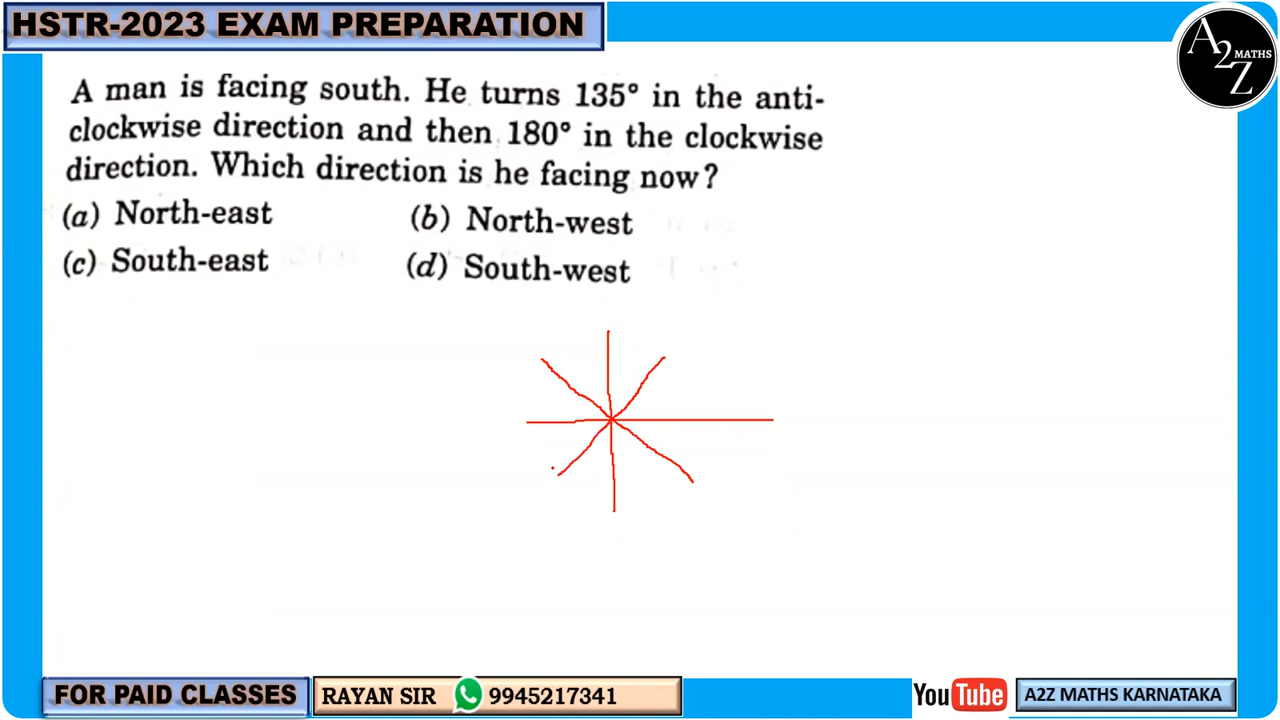 HSTR-2023 EXAM PREPARATION
A2Z MATHS
A man is facing south. He turns 135° in the anti-
clockwise direction and then 180° in the clockwise
direction. Which direction is he facing now?
(a) North-east (b) North-west
(c) South-east (d) South-west
FOR PAID CLASSES RAYAN SIR 9945217341 YouTube A2Z MATHS KARNATAKA